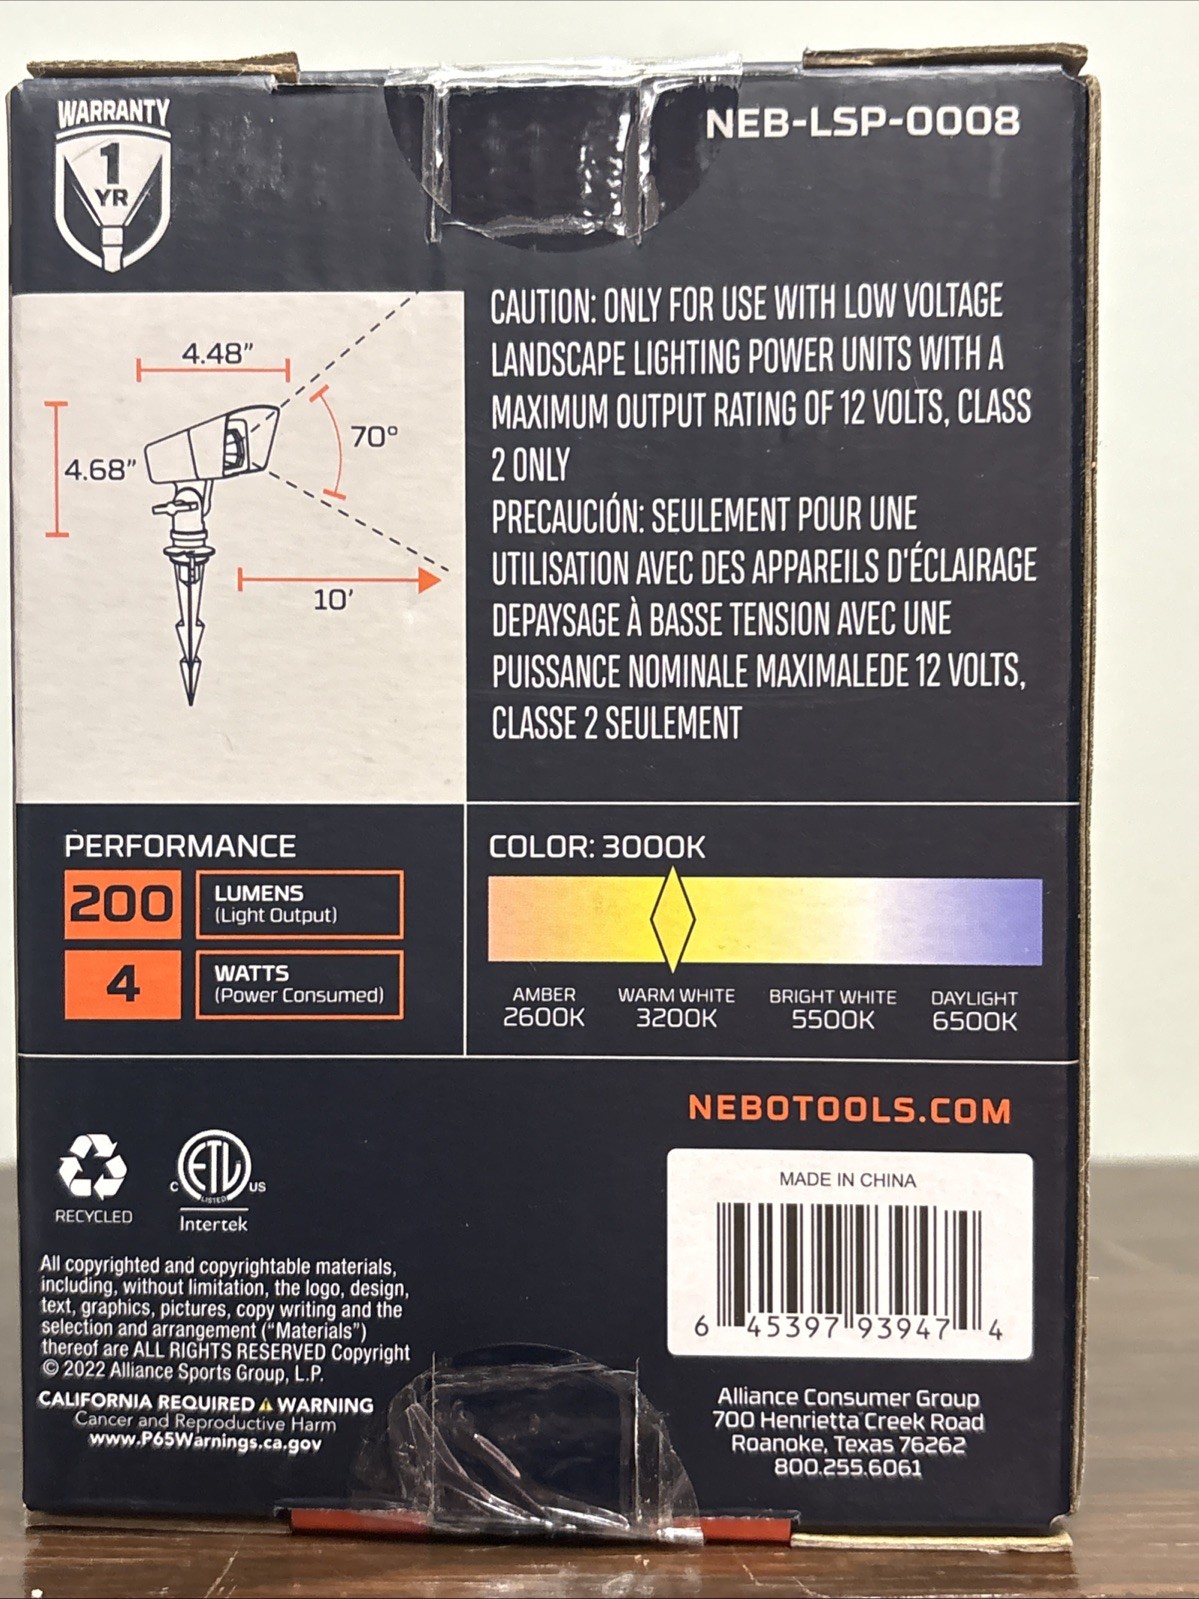 WARRANTY
1
YR
NEB-LSP-0008
4.48"
4.68"
70°
10'
CAUTION: ONLY FOR USE WITH LOW VOLTAGE
LANDSCAPE LIGHTING POWER UNITS WITH A
MAXIMUM OUTPUT RATING OF 12 VOLTS, CLASS
2 ONLY
PRECAUCIÓN: SEULEMENT POUR UNE
UTILISATION AVEC DES APPAREILS D'ÉCLAIRAGE
DEPAYSAGE À BASSE TENSION AVEC UNE
PUISSANCE NOMINALE MAXIMALEDE 12 VOLTS,
CLASSE 2 SEULEMENT
PERFORMANCE
200 LUMENS
(Light Output)
4 WATTS
(Power Consumed)
COLOR: 3000K
AMBER WARM WHITE BRIGHT WHITE DAYLIGHT
2600K 3200K 5500K 6500K
RECYCLED
C ETL US
LISTED
Intertek
All copyrighted and copyrightable materials,
including, without limitation, the logo, design,
text, graphics, pictures, copy writing and the
selection and arrangement ("Materials")
thereof are ALL RIGHTS RESERVED Copyright
© 2022 Alliance Sports Group, L.P.
CALIFORNIA REQUIRED ⚠ WARNING
Cancer and Reproductive Harm
www.P65Warnings.ca.gov
NEBOTOOLS.COM
MADE IN CHINA
6 45397 93947 4
Alliance Consumer Group
700 Henrietta Creek Road
Roanoke, Texas 76262
800.255.6061